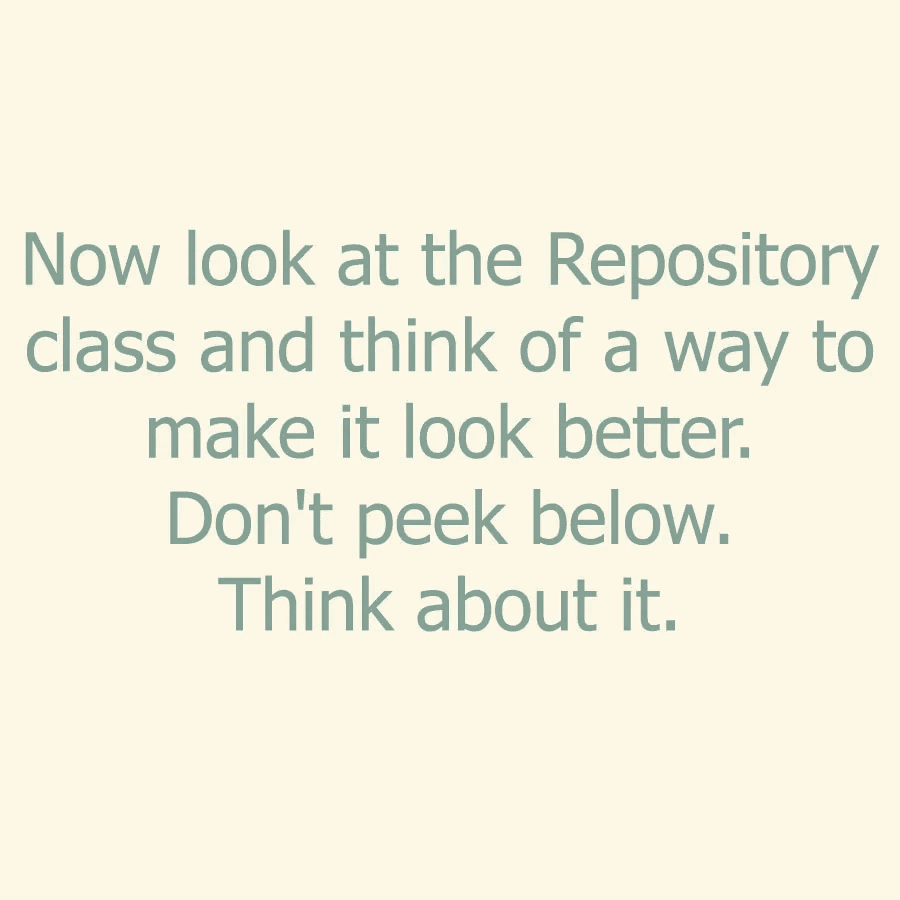 Now look at the Repository
class and think of a way to
make it look better.
Don't peek below.
Think about it.